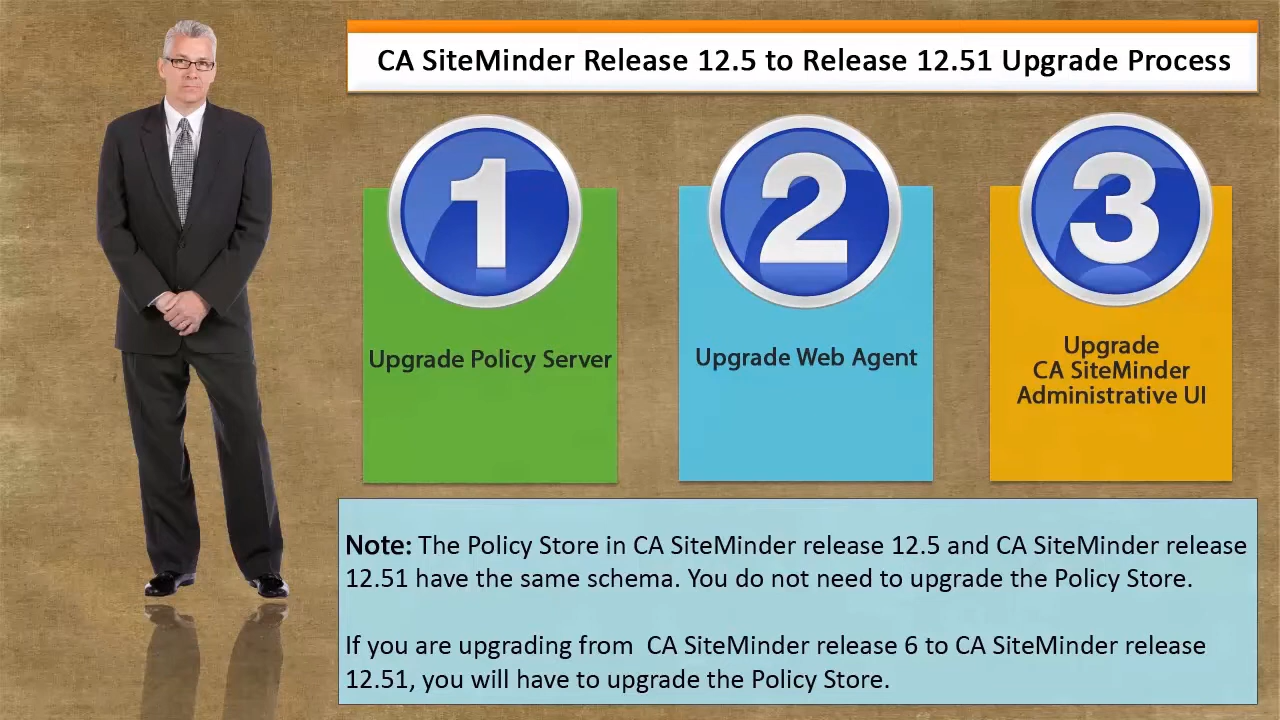 CA SiteMinder Release 12.5 to Release 12.51 Upgrade Process
1
Upgrade Policy Server
2
Upgrade Web Agent
3
Upgrade
CA SiteMinder
Administrative UI
Note: The Policy Store in CA SiteMinder release 12.5 and CA SiteMinder release
12.51 have the same schema. You do not need to upgrade the Policy Store.
If you are upgrading from  CA SiteMinder release 6 to CA SiteMinder release
12.51, you will have to upgrade the Policy Store.